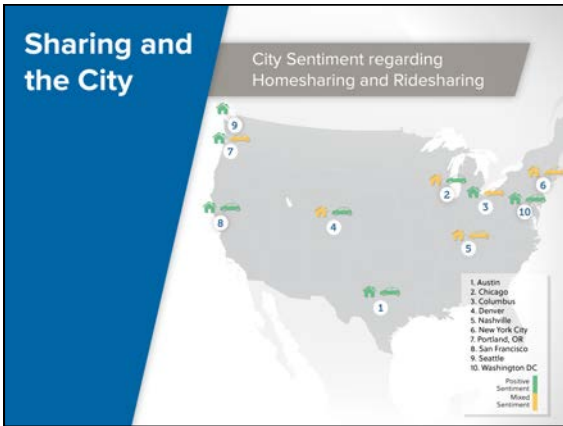 Sharing and
the City
City Sentiment regarding
Homesharing and Ridesharing
9
7
8
4
2
3
6
10
5
1
1. Austin
2. Chicago
3. Columbus
4. Denver
5. Nashville
6. New York City
7. Portland, OR
8. San Francisco
9. Seattle
10. Washington DC
Positive
Sentiment
Mixed
Sentiment